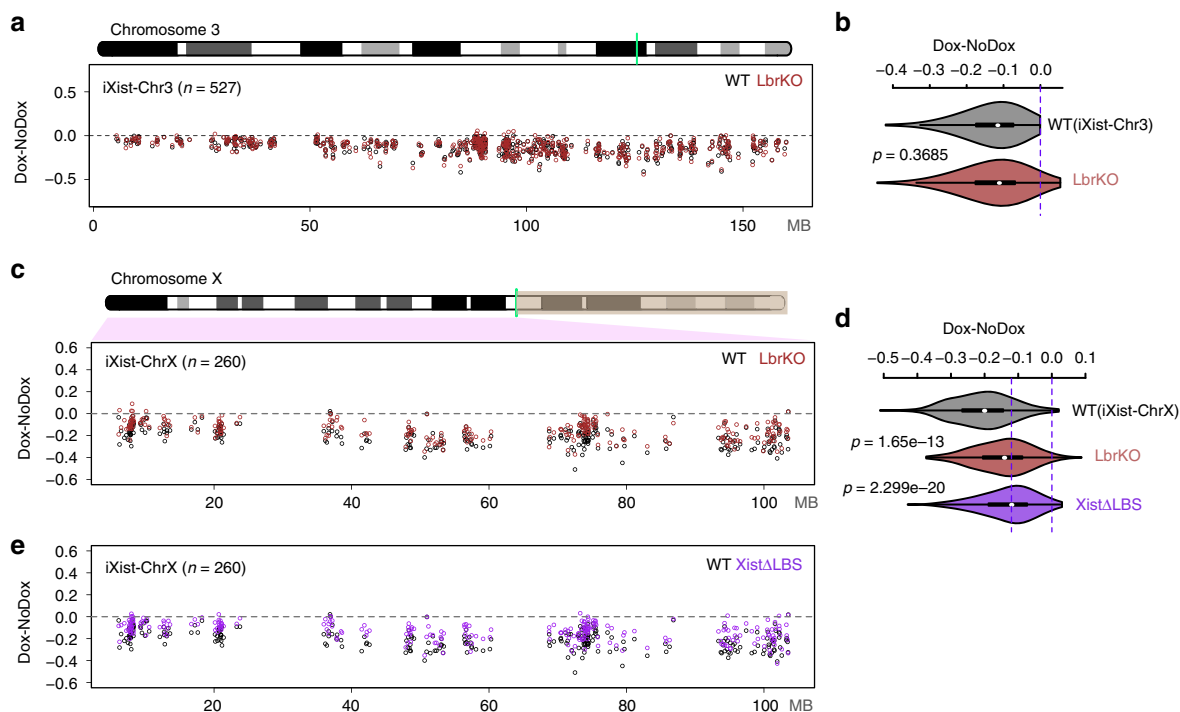 a
Chromosome 3
iXist-Chr3 (n = 527)
WT LbrKO
Dox-NoDox
0.5
0.0
−0.5
0 50 100 150 MB
b
Dox-NoDox
−0.4 −0.2 −0.1 0.0
WT(iXist-Chr3)
p = 0.3685
LbrKO
c
Chromosome X
iXist-ChrX (n = 260)
WT LbrKO
Dox-NoDox
0.6
0.4
0.2
0.0
−0.2
−0.4
−0.6
20 40 60 80 100 MB
d
Dox-NoDox
−0.5 −0.4 −0.3 −0.2 −0.1 0.0 0.1
WT(iXist-ChrX)
p = 1.65e−13
LbrKO
p = 2.299e−20
Xist∆LBS
e
iXist-ChrX (n = 260)
WT Xist∆LBS
Dox-NoDox
0.6
0.4
0.2
0.0
−0.2
−0.4
−0.6
20 40 60 80 100 MB